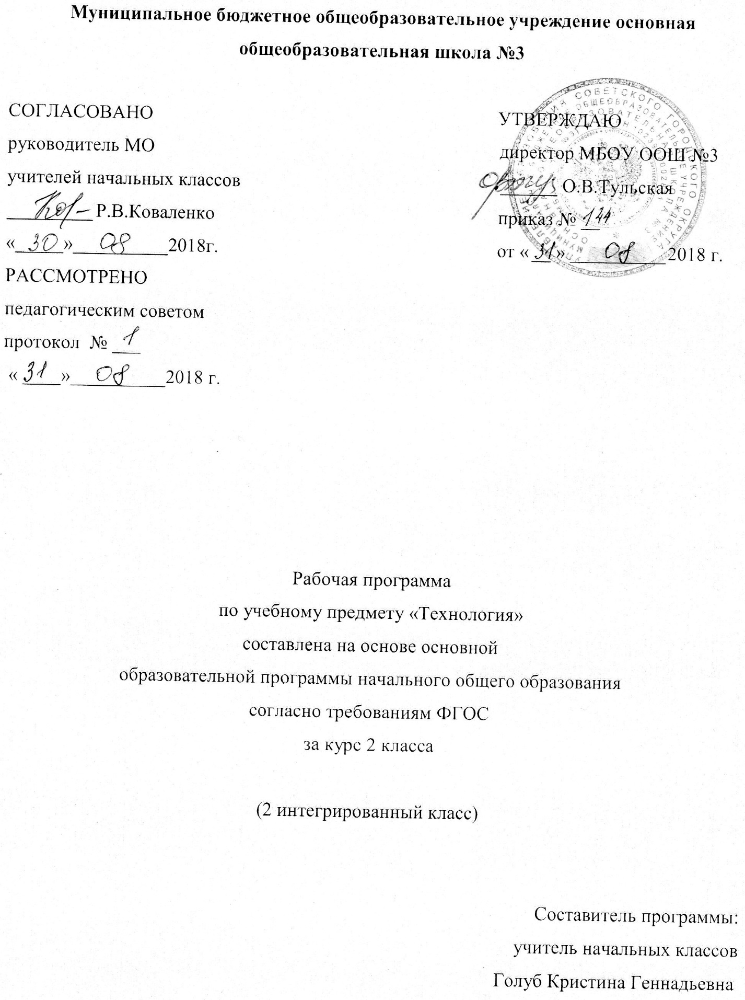 Муниципальное бюджетное общеобразовательное учреждение основная
общеобразовательная школа №3
СОГЛАСОВАНО
руководитель МО
учителей начальных классов
Р.В.Коваленко
« 30 » 08 2018г.
РАССМОТРЕНО
педагогическим советом
протокол № 1
« 31 » 08 2018 г.
УТВЕРЖДАЮ
директор МБОУ ООШ №3
О.В.Тульская
приказ № 144
от « 31 » 08 2018 г.
Рабочая программа
по учебному предмету «Технология»
составлена на основе основной
образовательной программы начального общего образования
согласно требованиям ФГОС
за курс 2 класса
(2 интегрированный класс)
Составитель программы:
учитель начальных классов
Голуб Кристина Геннадьевна